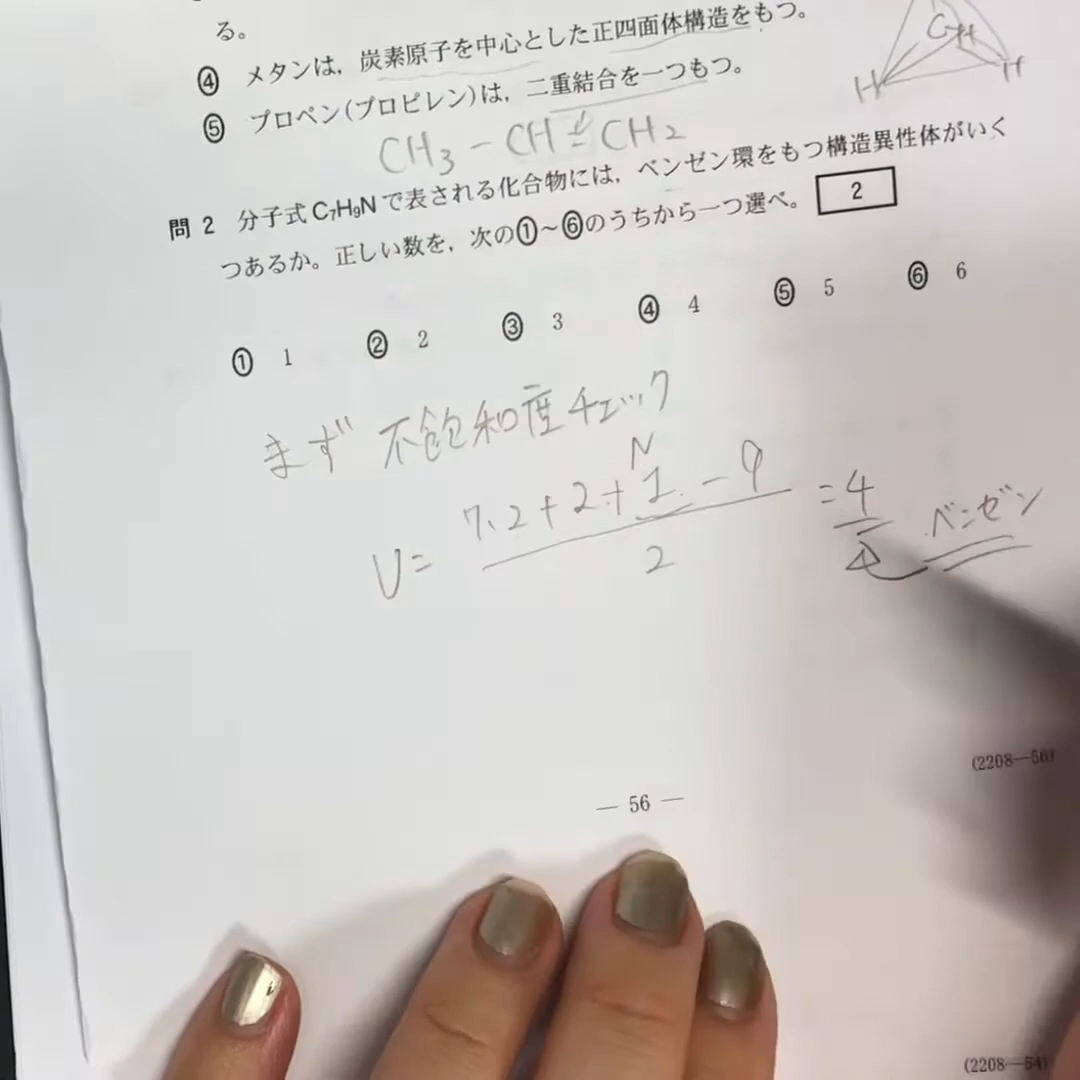 る。
④ メタンは，炭素原子を中心とした正四面体構造をもつ。
C H
H H
⑤ プロペン(プロピレン)は，二重結合を一つもつ。
CH₃ - CH = CH₂
問 2 分子式 C₇H₉N で表される化合物には，ベンゼン環をもつ構造異性体がいく
つあるか。正しい数を，次の①～⑥のうちから一つ選べ。 2
① 1 ② 2 ③ 3 ④ 4 ⑤ 5 ⑥ 6
まず 不飽和度チェック
N
7.2+2+1-9
U= =4 ベンゼン
2 4
(2208—56)
— 56 —
(2208—54)